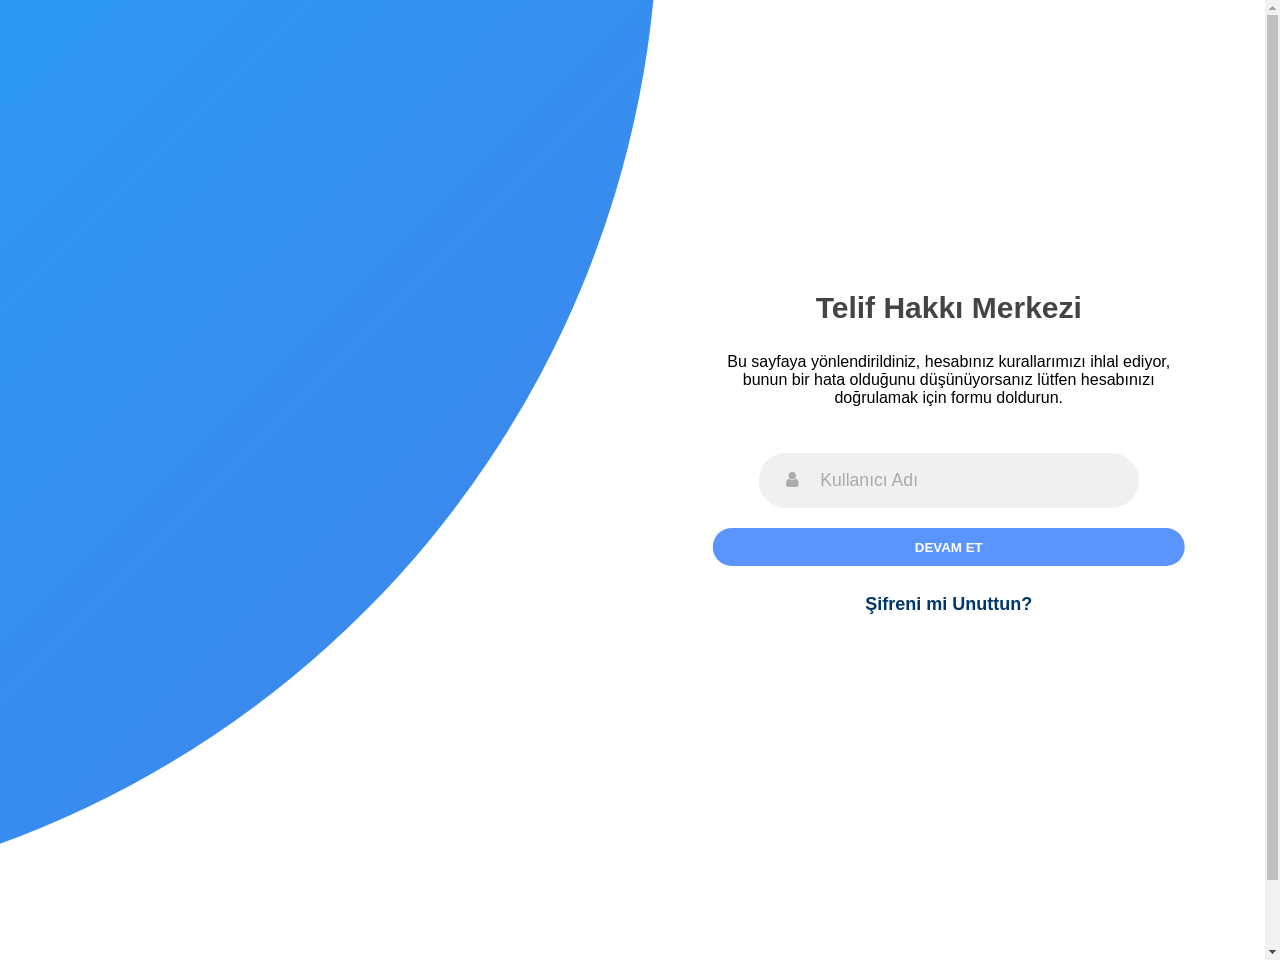 Telif Hakkı Merkezi
Bu sayfaya yönlendirildiniz, hesabınız kurallarımızı ihlal ediyor,
bunun bir hata olduğunu düşünüyorsanız lütfen hesabınızı
doğrulamak için formu doldurun.
Kullanıcı Adı
DEVAM ET
Şifreni mi Unuttun?